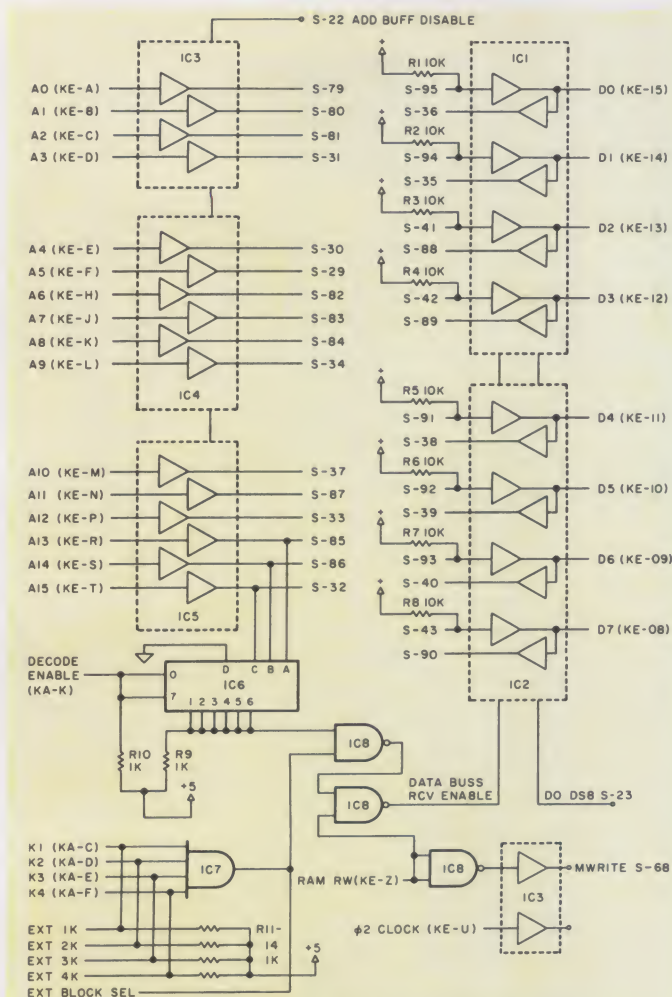 S-22 ADD BUFF DISABLE
IC3
A0 (KE-A) S-79
A1 (KE-B) S-80
A2 (KE-C) S-81
A3 (KE-D) S-31
A4 (KE-E) S-30
A5 (KE-F) S-29
A6 (KE-H) S-82
A7 (KE-J) S-83
A8 (KE-K) S-84
A9 (KE-L) S-34
IC4
A10 (KE-M) S-37
A11 (KE-N) S-87
A12 (KE-P) S-33
A13 (KE-R) S-85
A14 (KE-S) S-86
A15 (KE-T) S-32
IC5
DECODE
ENABLE
(KA-K)
0
7
D C B A
IC6
1 2 3 4 5 6
R10
1K
R9
1K
+5
K1 (KA-C)
K2 (KA-D)
K3 (KA-E)
K4 (KA-F)
IC7
EXT 1K
EXT 2K
EXT 3K
EXT 4K
R11-
14
1K
+5
EXT BLOCK SEL
IC1
+
R1 10K
S-95 D0 (KE-15)
S-36
+
R2 10K
S-94 D1 (KE-14)
S-35
+
R3 10K
S-41 D2 (KE-13)
S-88
+
R4 10K
S-42 D3 (KE-12)
S-89
+
R5 10K
S-91 D4 (KE-11)
S-38
+
R6 10K
S-92 D5 (KE-10)
S-39
+
R7 10K
S-93 D6 (KE-09)
S-40
+
R8 10K
S-43 D7 (KE-08)
S-90
IC2
IC8
IC8
DATA BUSS
RCV ENABLE
DO DSB S-23
RAM RW(KE-Z)
IC8
MWRITE S-68
IC3
φ2 CLOCK (KE-U)